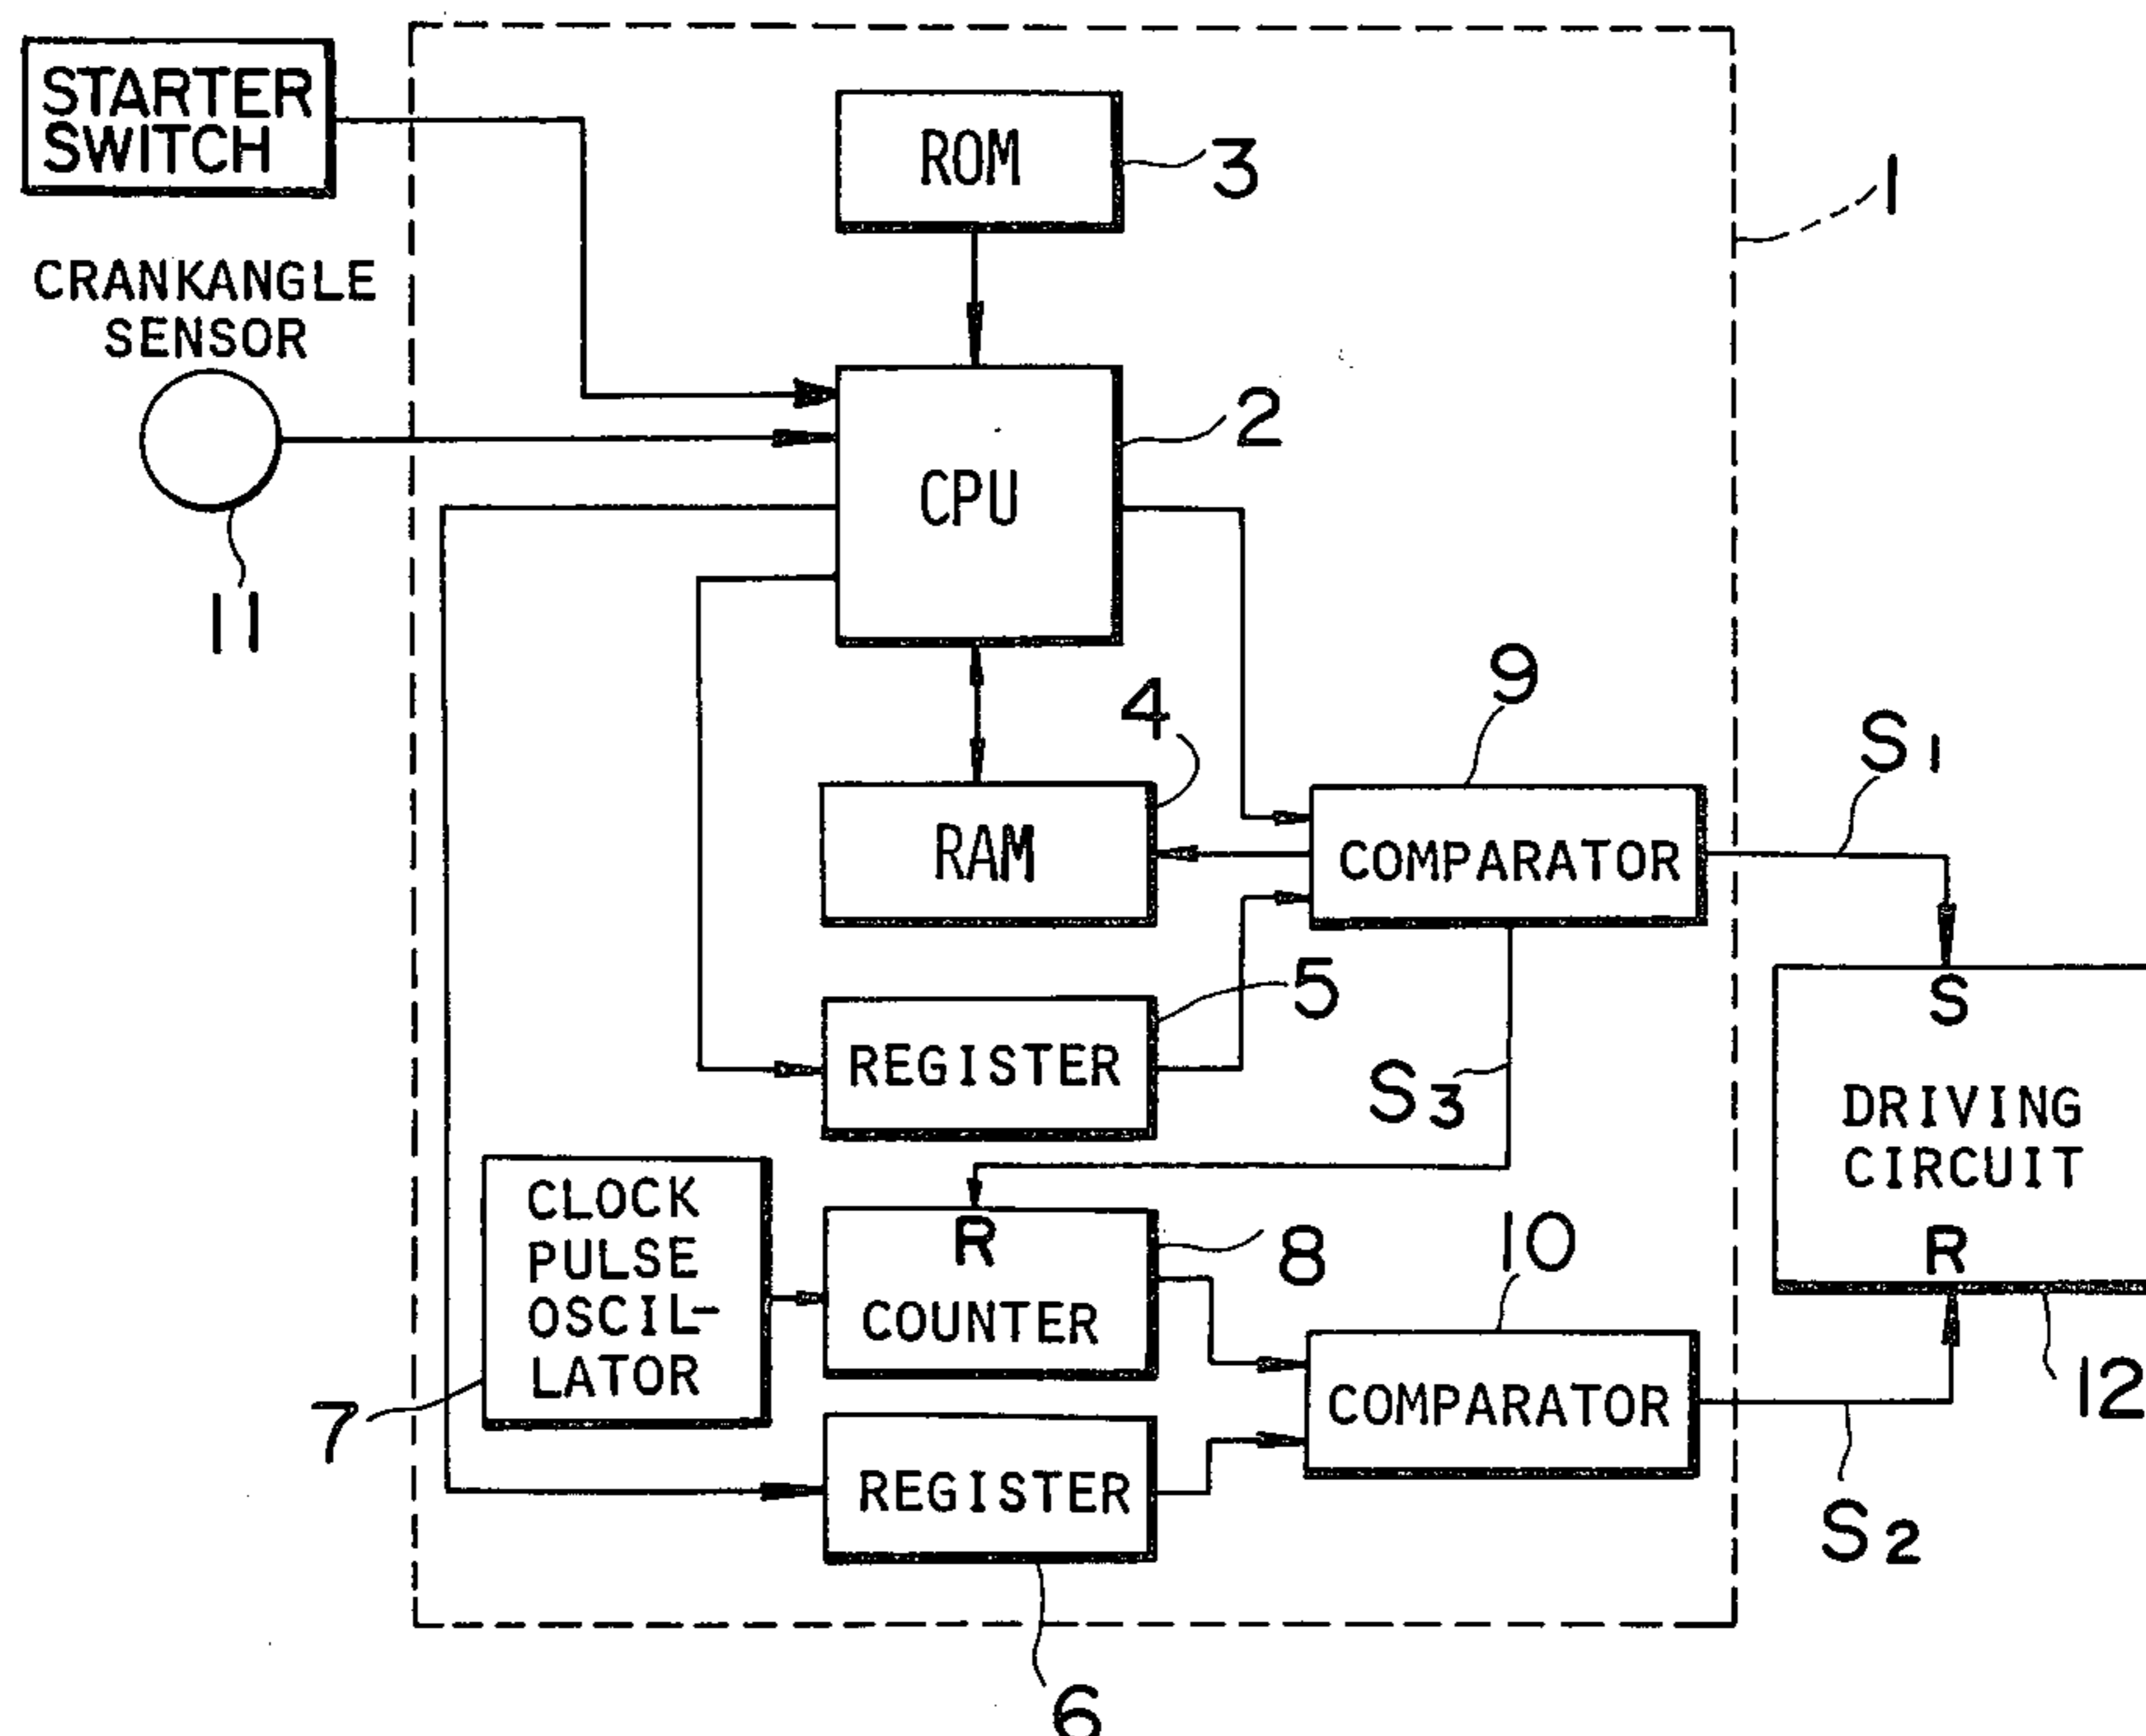 STARTER
SWITCH
ROM
3
1
CRANKANGLE
SENSOR
11
CPU
2
9
4
S1
RAM
COMPARATOR
5
REGISTER
S3
S
DRIVING
CIRCUIT
R
12
CLOCK
PULSE
OSCIL-
LATOR
7
R
COUNTER
8
10
COMPARATOR
REGISTER
S2
6